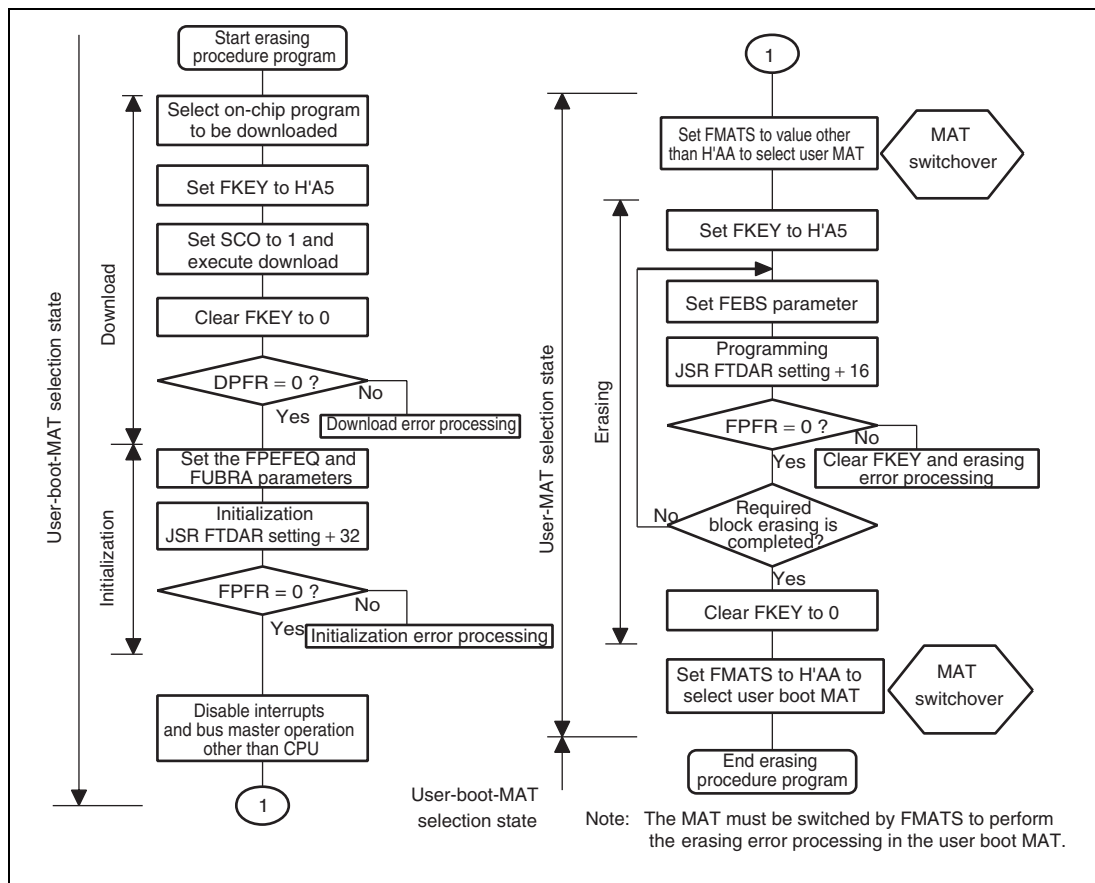 Start erasing
procedure program
Select on-chip program
to be downloaded
Set FKEY to H'A5
Set SCO to 1 and
execute download
Clear FKEY to 0
DPFR = 0 ?
No
Yes
Download error processing
Set the FPEFEQ and
FUBRA parameters
Initialization
JSR FTDAR setting + 32
FPFR = 0 ?
No
Yes
Initialization error processing
Disable interrupts
and bus master operation
other than CPU
1
Download
Initialization
User-boot-MAT selection state
1
Set FMATS to value other
than H'AA to select user MAT
MAT
switchover
Set FKEY to H'A5
Set FEBS parameter
Programming
JSR FTDAR setting + 16
FPFR = 0 ?
No
Yes
Clear FKEY and erasing
error processing
Required
block erasing is
completed?
No
Yes
Clear FKEY to 0
Set FMATS to H'AA to
select user boot MAT
MAT
switchover
End erasing
procedure program
Erasing
User-MAT selection state
User-boot-MAT
selection state
Note: The MAT must be switched by FMATS to perform
the erasing error processing in the user boot MAT.